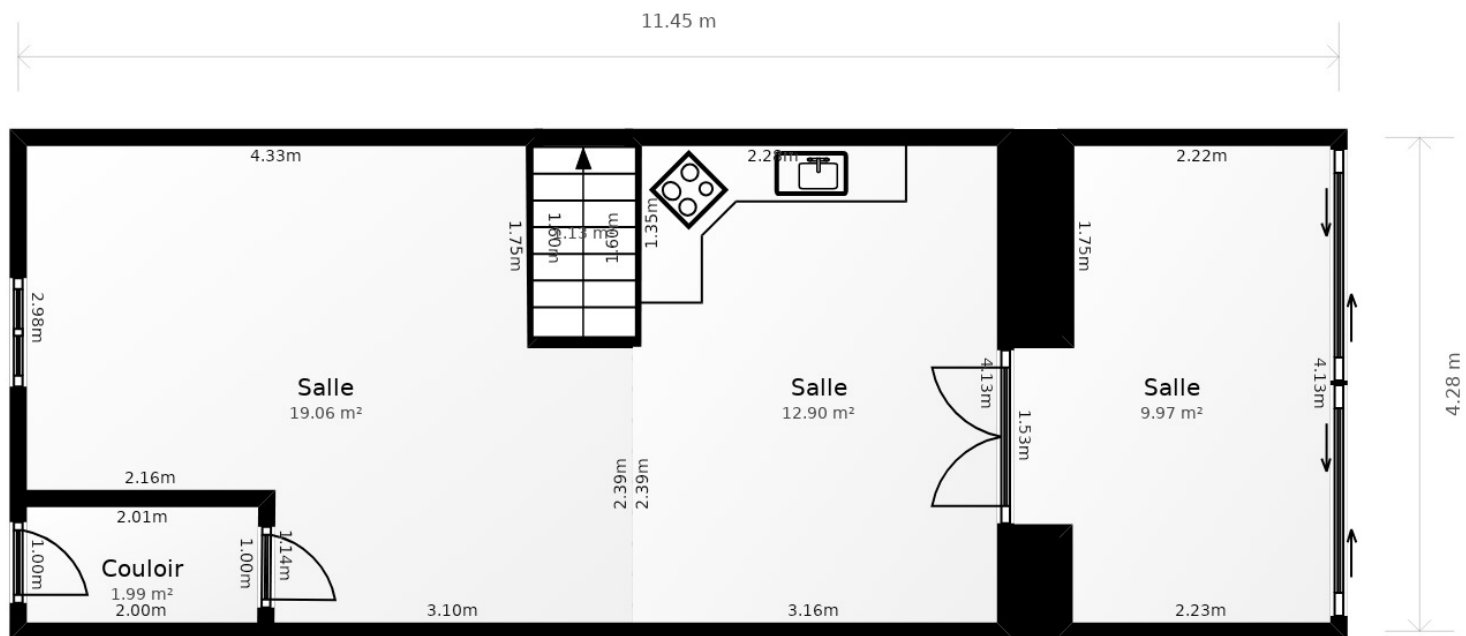 11.45 m
4.33m
2.28m
2.22m
1.75m
1.60m
1.60m
1.35m
1.75m
2.98m
4.28 m
Salle
19.06 m²
Salle
12.90 m²
4.13m
1.53m
Salle
9.97 m²
4.13m
2.16m
2.39m
2.39m
2.01m
1.00m
Couloir
1.99 m²
2.00m
1.00m
1.14m
3.10m
3.16m
2.23m